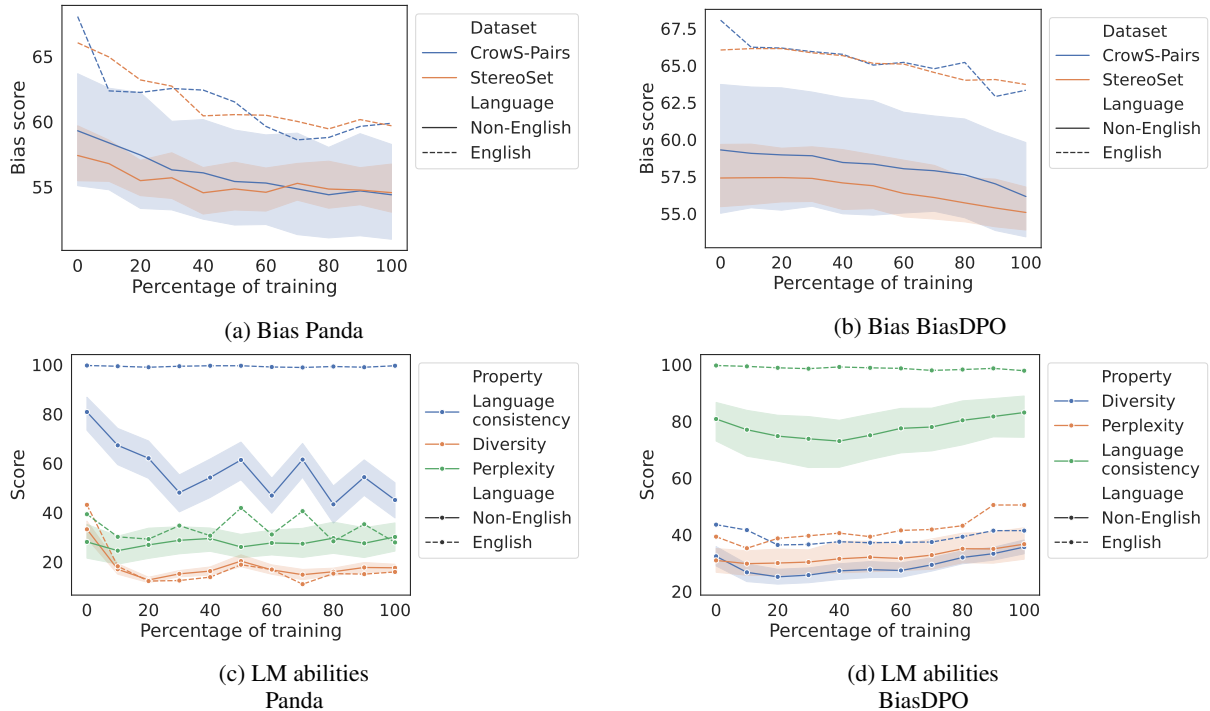 65
60
55
Bias score
0 20 40 60 80 100
Percentage of training
Dataset
CrowS-Pairs
StereoSet
Language
Non-English
English
(a) Bias Panda
67.5
65.0
62.5
60.0
57.5
55.0
Bias score
0 20 40 60 80 100
Percentage of training
Dataset
CrowS-Pairs
StereoSet
Language
Non-English
English
(b) Bias BiasDPO
100
80
60
40
20
Score
0 20 40 60 80 100
Percentage of training
Property
Language
consistency
Diversity
Perplexity
Language
Non-English
English
(c) LM abilities
Panda
100
80
60
40
20
Score
0 20 40 60 80 100
Percentage of training
Property
Diversity
Perplexity
Language
consistency
Language
Non-English
English
(d) LM abilities
BiasDPO